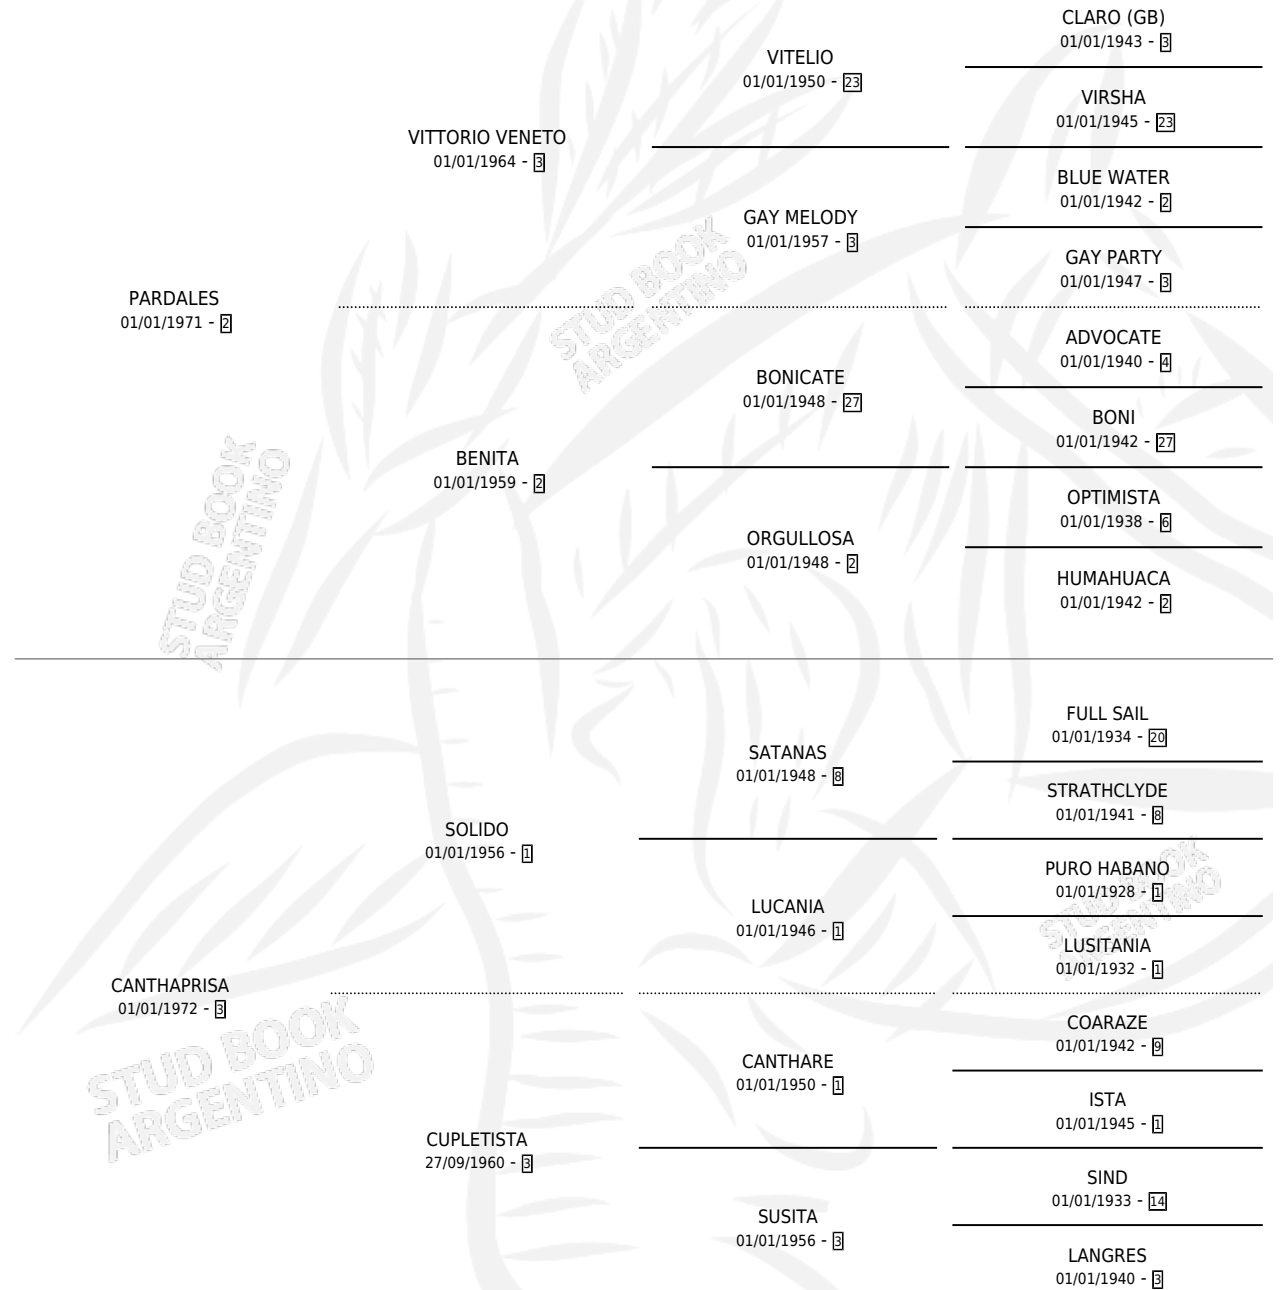 CLARO (GB)
01/01/1943 - 3
VITELIO
01/01/1950 - 23
VIRSHA
01/01/1945 - 23
VITTORIO VENETO
01/01/1964 - 3
BLUE WATER
01/01/1942 - 2
GAY MELODY
01/01/1957 - 3
GAY PARTY
01/01/1947 - 3
PARDALES
01/01/1971 - 2
ADVOCATE
01/01/1940 - 4
BONICATE
01/01/1948 - 27
BONI
01/01/1942 - 27
BENITA
01/01/1959 - 2
OPTIMISTA
01/01/1938 - 6
ORGULLOSA
01/01/1948 - 2
HUMAHUACA
01/01/1942 - 2
FULL SAIL
01/01/1934 - 20
SATANAS
01/01/1948 - 8
STRATHCLYDE
01/01/1941 - 8
SOLIDO
01/01/1956 - 1
PURO HABANO
01/01/1928 - 1
LUCANIA
01/01/1946 - 1
LUSITANIA
01/01/1932 - 1
CANTHAPRISA
01/01/1972 - 3
COARAZE
01/01/1942 - 9
CANTHARE
01/01/1950 - 1
ISTA
01/01/1945 - 1
CUPLETISTA
27/09/1960 - 3
SIND
01/01/1933 - 14
SUSITA
01/01/1956 - 3
LANGRES
01/01/1940 - 3
STUD BOOK
ARGENTINO
STUD BOOK
ARGENTINO
STUD BOOK
ARGENTINO
STUD BOOK
ARGENTINO